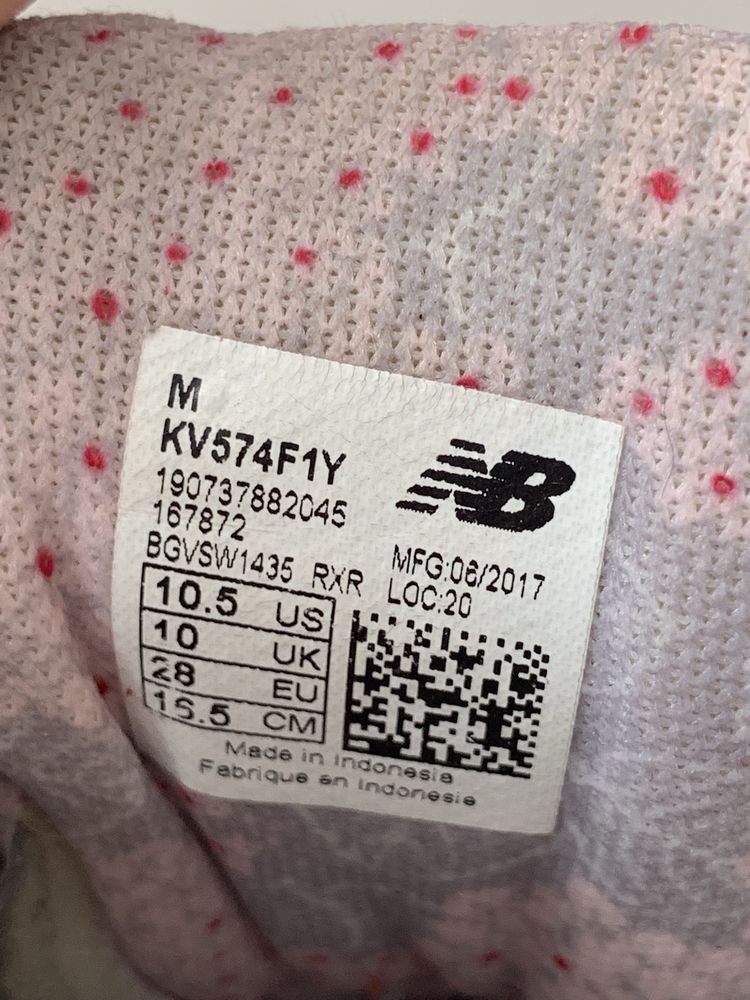 M
KV574F1Y
190737882045
167872
BGVSW1435 RXR
NB
MFG:06/2017
LOC:20
10.5 US
10 UK
28 EU
16.5 CM
Made in Indonesia
Fabrique en Indonesie